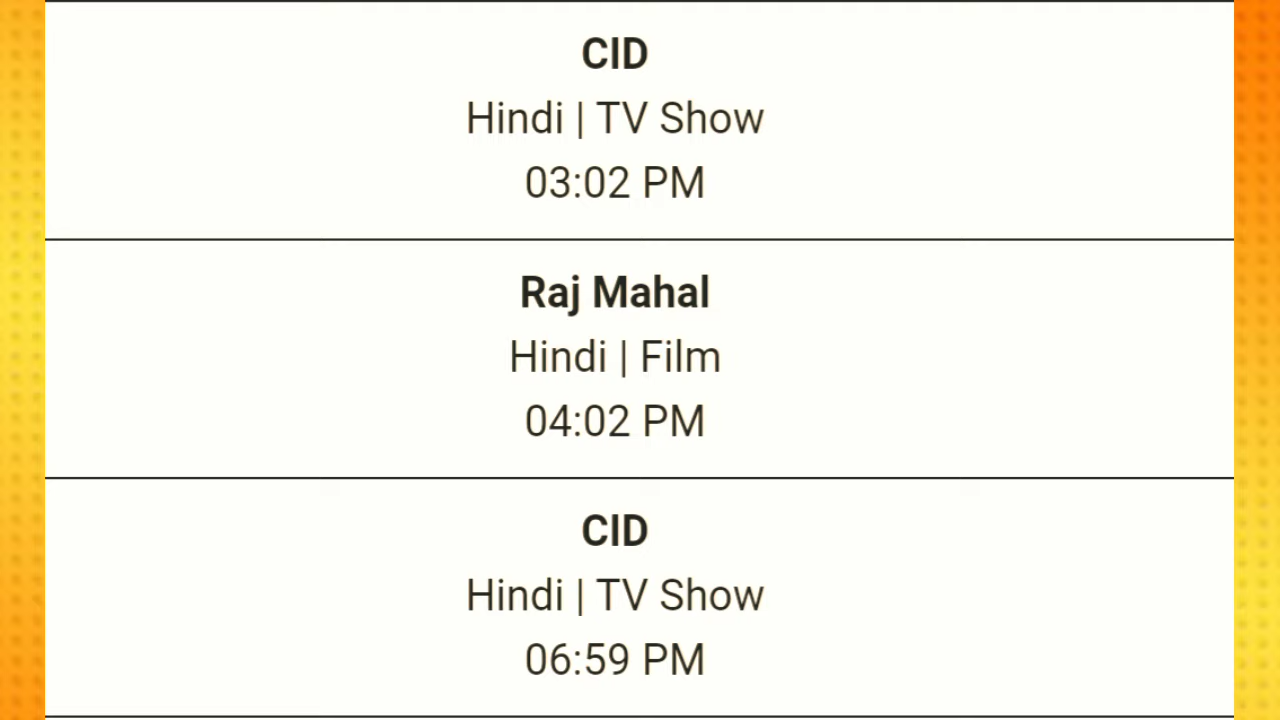 CID
Hindi | TV Show
03:02 PM
Raj Mahal
Hindi | Film
04:02 PM
CID
Hindi | TV Show
06:59 PM